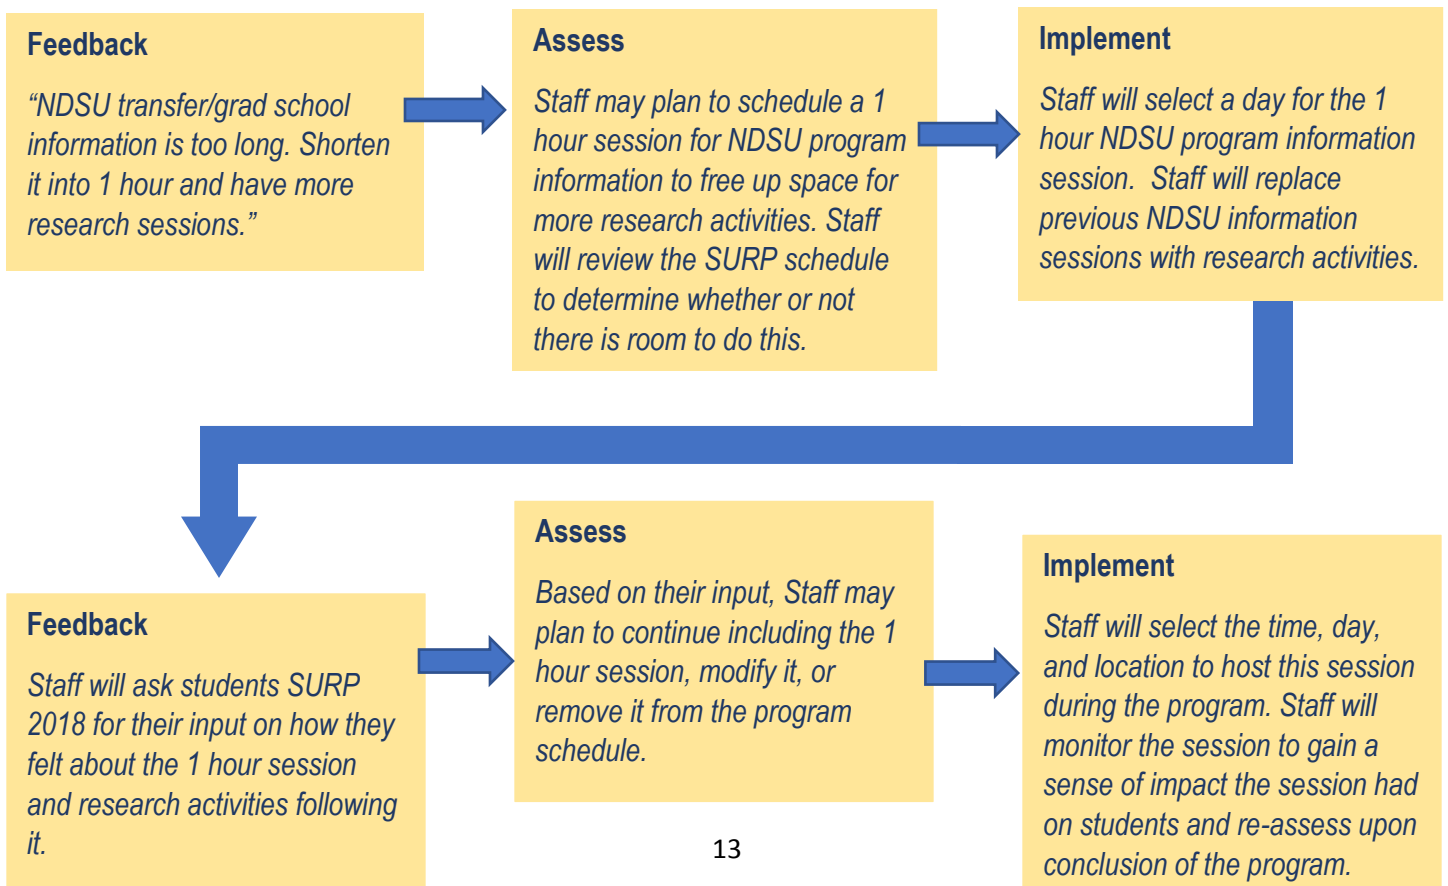 Feedback
“NDSU transfer/grad school
information is too long. Shorten
it into 1 hour and have more
research sessions.”
Assess
Staff may plan to schedule a 1
hour session for NDSU program
information to free up space for
more research activities. Staff
will review the SURP schedule
to determine whether or not
there is room to do this.
Implement
Staff will select a day for the 1
hour NDSU program information
session.  Staff will replace
previous NDSU information
sessions with research activities.
Feedback
Staff will ask students SURP
2018 for their input on how they
felt about the 1 hour session
and research activities following
it.
Assess
Based on their input, Staff may
plan to continue including the 1
hour session, modify it, or
remove it from the program
schedule.
Implement
Staff will select the time, day,
and location to host this session
during the program. Staff will
monitor the session to gain a
sense of impact the session had
on students and re-assess upon
conclusion of the program.
13